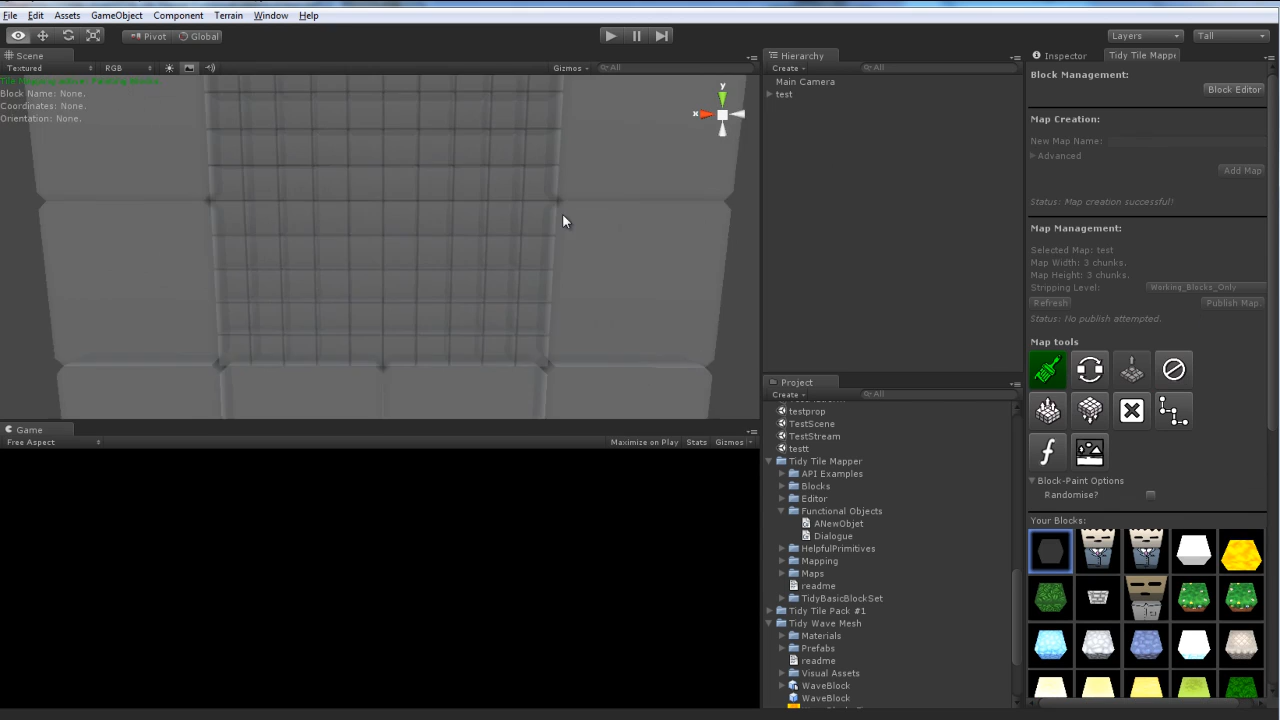 File Edit Assets GameObject Component Terrain Window Help
Pivot Global Layers Tall
Scene
Textured RGB Gizmos All
Block Name: None.
Coordinates: None.
Orientation: None.
y
x
Game
Free Aspect Maximize on Play Stats Gizmos
Hierarchy
Create All
Main Camera
test
Project
Create All
testprop
TestScene
TestStream
testt
Tidy Tile Mapper
API Examples
Blocks
Editor
Functional Objects
ANewObjet
Dialogue
HelpfulPrimitives
Mapping
Maps
readme
TidyBasicBlockSet
Tidy Tile Pack #1
Tidy Wave Mesh
Materials
Prefabs
readme
Visual Assets
WaveBlock
WaveBlock
Inspector Tidy Tile Mappe
Block Management:
Block Editor
Map Creation:
New Map Name:
Advanced
Add Map
Status: Map creation successful!
Map Management:
Selected Map: test
Map Width: 3 chunks.
Map Height: 3 chunks.
Stripping Level: Working_Blocks_Only
Refresh Publish Map.
Status: No publish attempted.
Map tools
f
Block-Paint Options
Randomise?
Your Blocks: